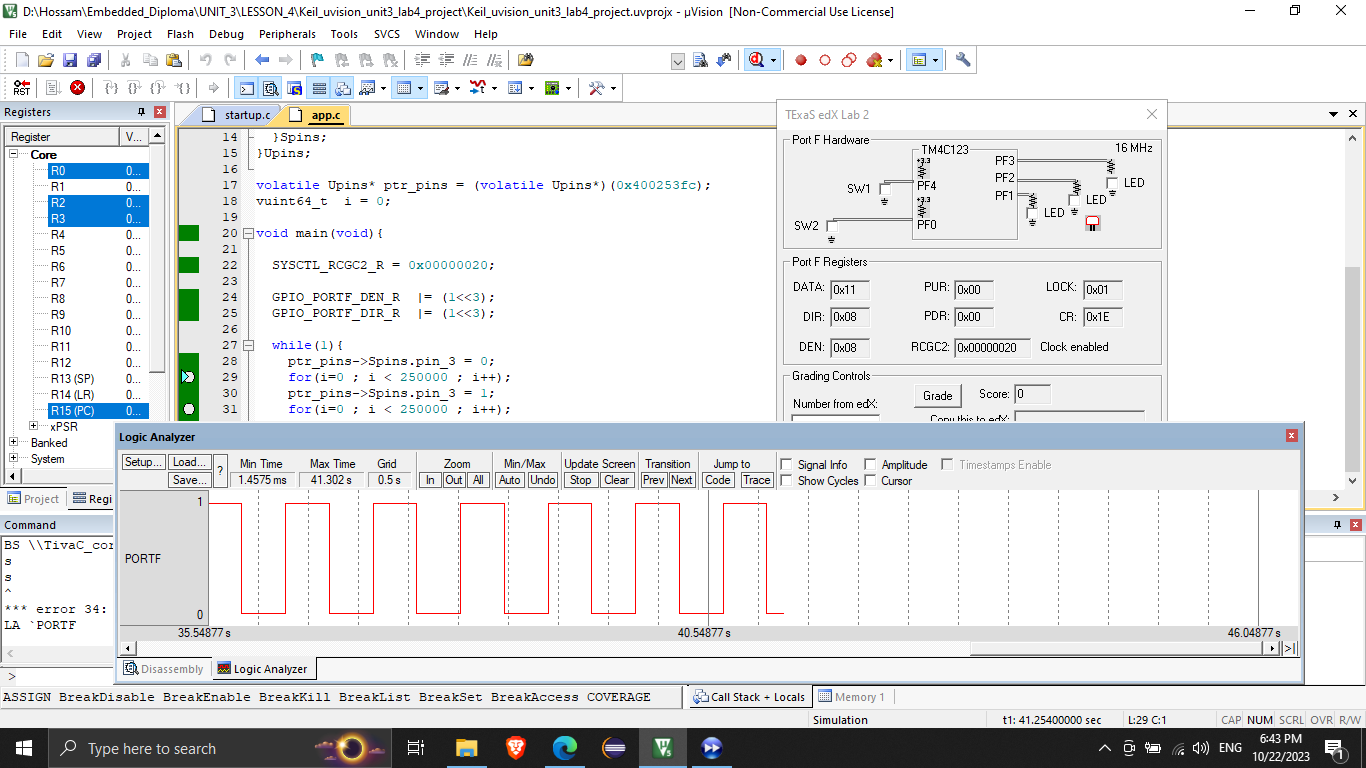 D:\Hossam\Embedded_Diploma\UNIT_3\LESSON_4\Keil_uvision_unit3_lab4_project\Keil_uvision_unit3_lab4_project.uvprojx - µVision [Non-Commercial Use License]
File Edit View Project Flash Debug Peripherals Tools SVCS Window Help
RST
Registers
Register V...
Core
R0 0...
R1 0...
R2 0...
R3 0...
R4 0...
R5 0...
R6 0...
R7 0...
R8 0...
R9 0...
R10 0...
R11 0...
R12 0...
R13 (SP) 0...
R14 (LR) 0...
R15 (PC) 0...
xPSR 0...
Banked
System
Project Regi
startup.c app.c
14 }Spins;
15 }Upins;
16
17 volatile Upins* ptr_pins = (volatile Upins*)(0x400253fc);
18 vuint64_t i = 0;
19
20 void main(void){
21
22 SYSCTL_RCGC2_R = 0x00000020;
23
24 GPIO_PORTF_DEN_R |= (1<<3);
25 GPIO_PORTF_DIR_R |= (1<<3);
26
27 while(1){
28 ptr_pins->Spins.pin_3 = 0;
29 for(i=0 ; i < 250000 ; i++);
30 ptr_pins->Spins.pin_3 = 1;
31 for(i=0 ; i < 250000 ; i++);
TExaS edX Lab 2
Port F Hardware
16 MHz
TM4C123
+3.3
PF3
PF2
PF1
SW1
PF4
+3.3
LED
LED
LED
SW2
PF0
Port F Registers
DATA: 0x11 PUR: 0x00 LOCK: 0x01
DIR: 0x08 PDR: 0x00 CR: 0x1E
DEN: 0x08 RCGC2: 0x00000020 Clock enabled
Grading Controls
Number from edX: Grade Score: 0
Copy this to edX:
Command
BS \\TivaC_cor
s
s
^
*** error 34:
LA `PORTF
>
Logic Analyzer
Setup... Load... Save... ?
Min Time 1.4575 ms
Max Time 41.302 s
Grid 0.5 s
Zoom In Out All
Min/Max Auto Undo
Update Screen Stop Clear
Transition Prev Next
Jump to Code Trace
Signal Info Amplitude Timestamps Enable
Show Cycles Cursor
1
PORTF
0
35.54877 s 40.54877 s 46.04877 s
Disassembly Logic Analyzer
ASSIGN BreakDisable BreakEnable BreakKill BreakList BreakSet BreakAccess COVERAGE
Call Stack + Locals Memory 1
Simulation t1: 41.25400000 sec L:29 C:1 CAP NUM SCRL OVR R/W
Type here to search
ENG
6:43 PM
10/22/2023
1